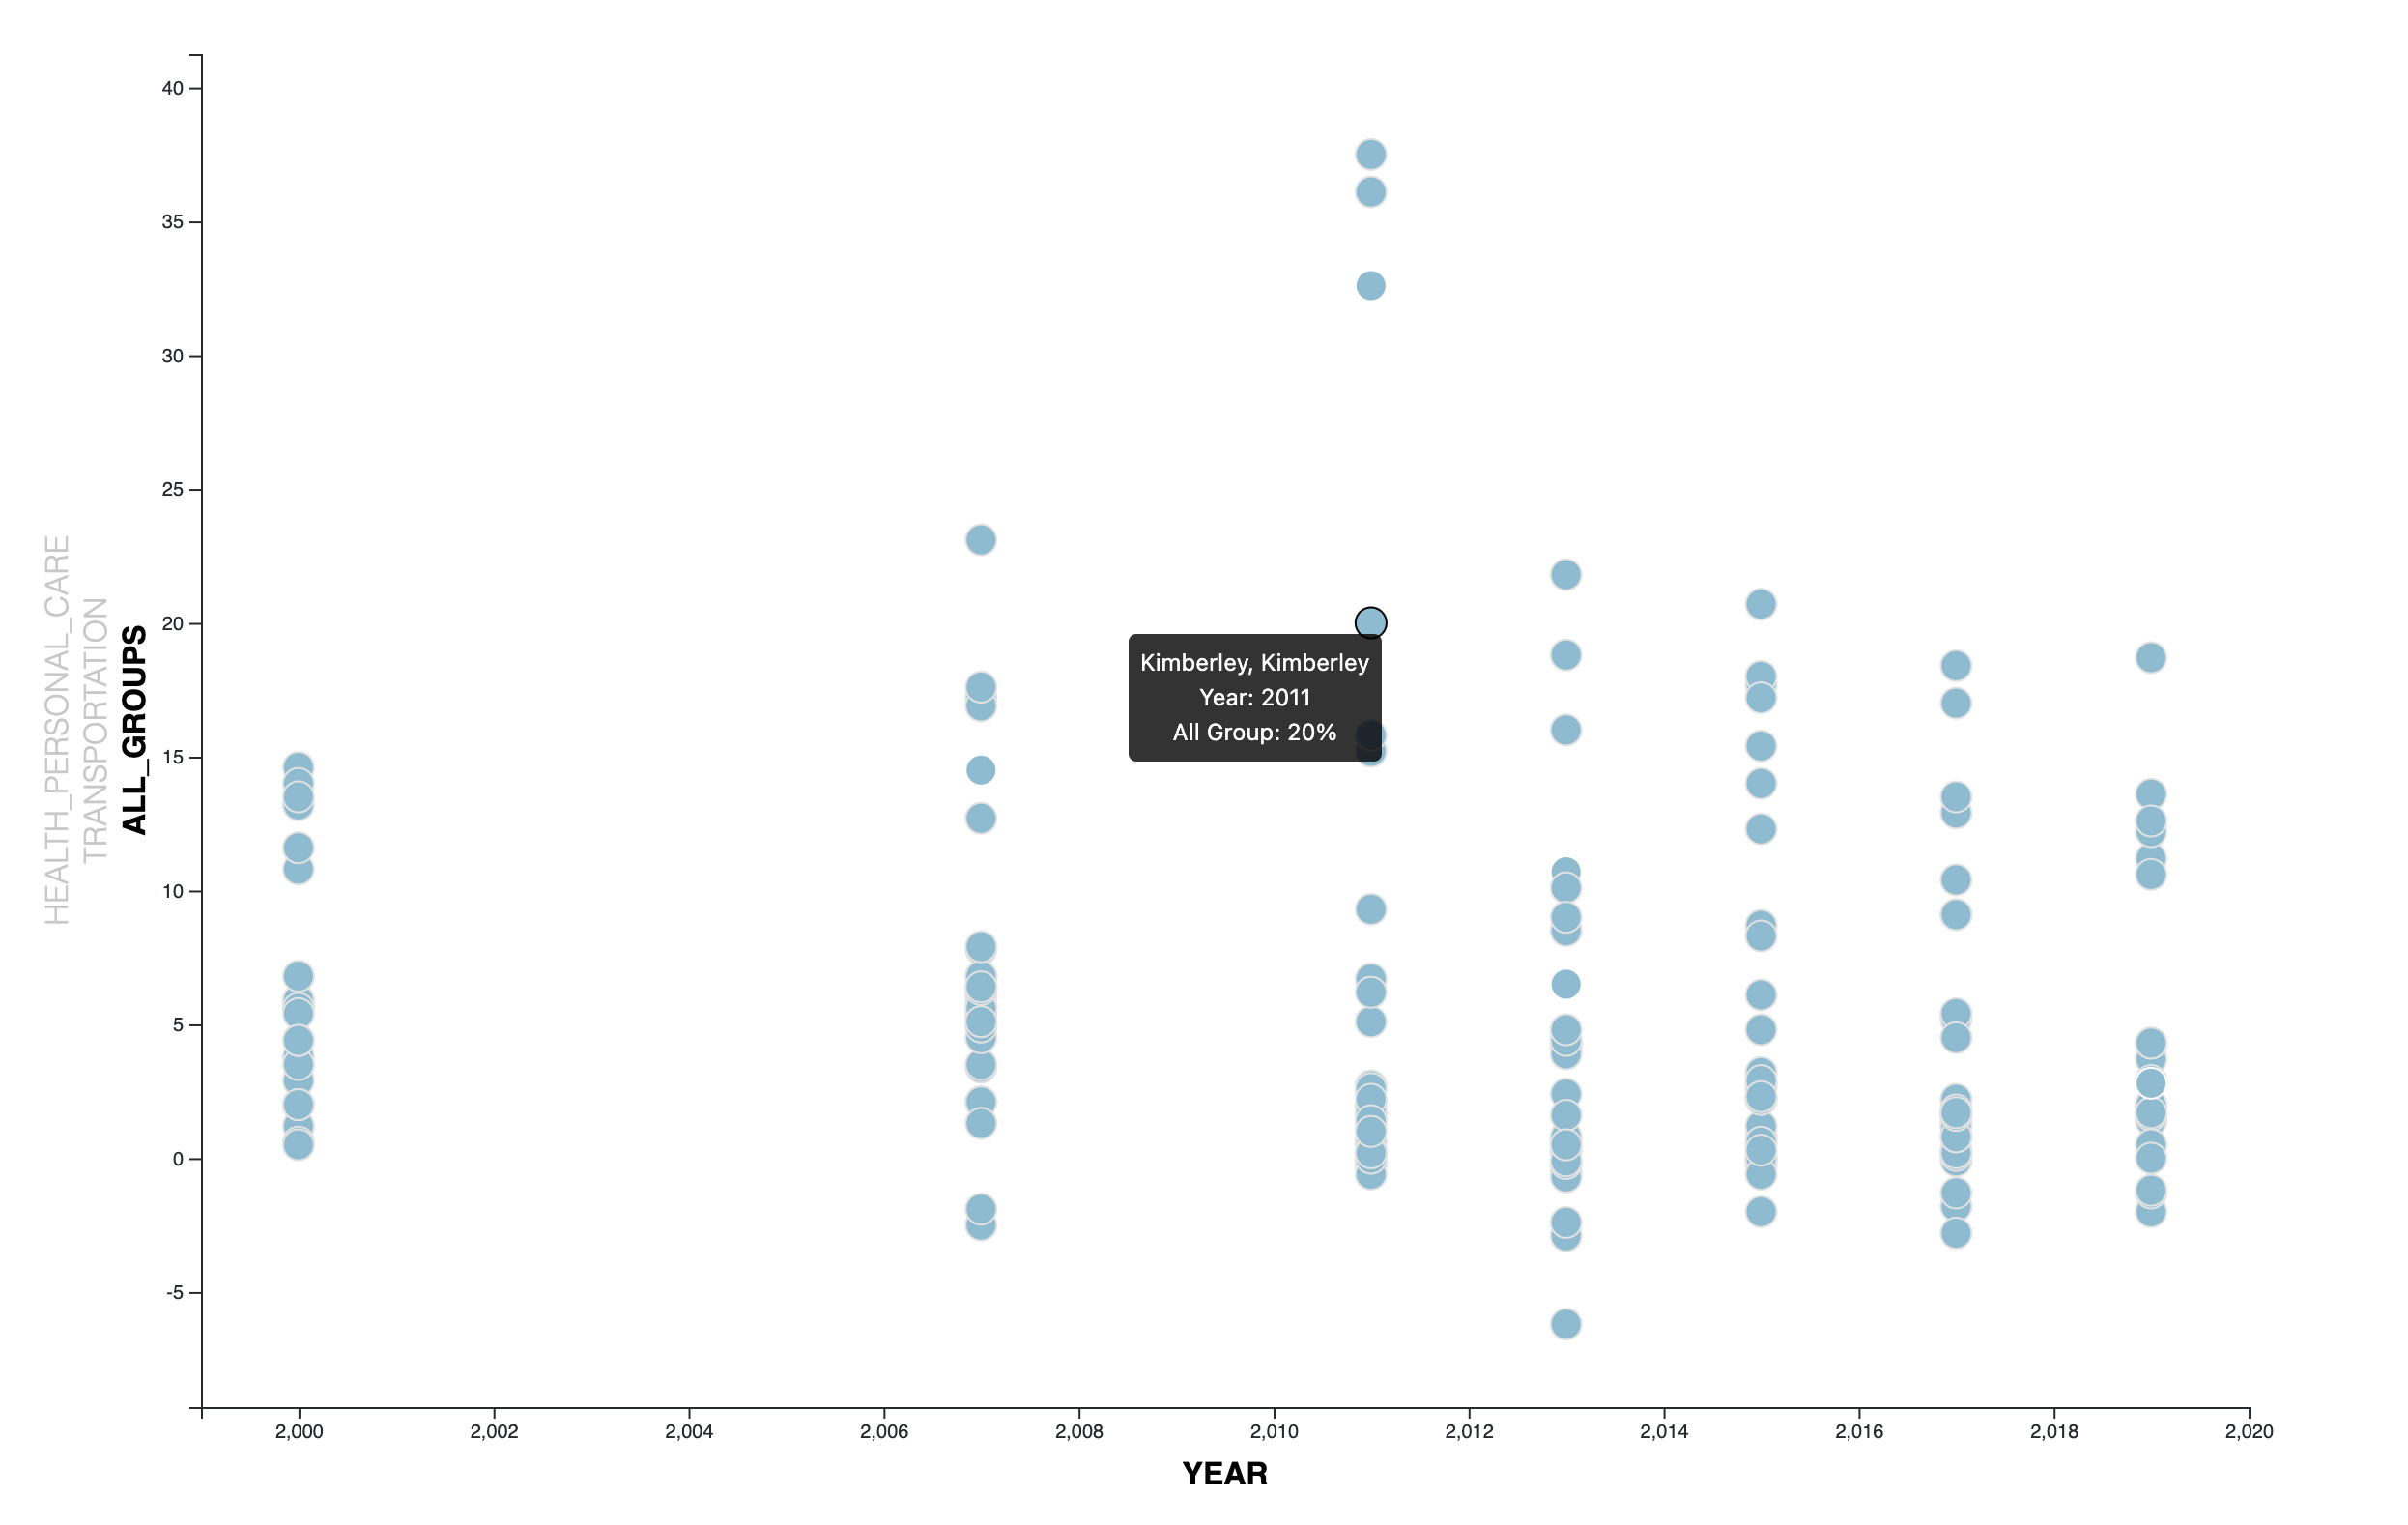 40
35
30
25
20
15
10
5
0
-5
HEALTH_PERSONAL_CARE
TRANSPORTATION
ALL_GROUPS
Kimberley, Kimberley
Year: 2011
All Group: 20%
2,000 2,002 2,004 2,006 2,008 2,010 2,012 2,014 2,016 2,018 2,020
YEAR